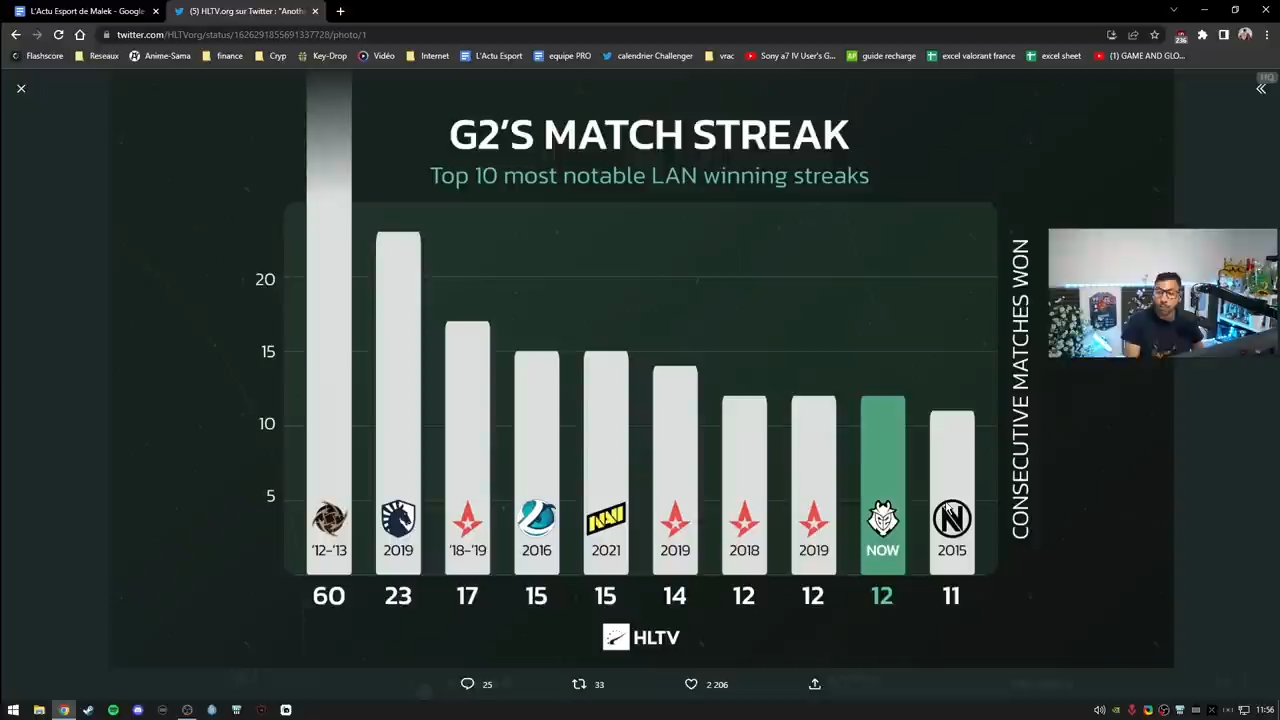 L'Actu Esport de Malek - Google
(5) HLTV.org sur Twitter : "Anothe
twitter.com/HLTVorg/status/1626291855691337728/photo/1
236
Flashscore
Reseaux
Anime-Sama
finance
Cryp
Key-Drop
Vidéo
Internet
L'Actu Esport
equipe PRO
calendrier Challenger
vrac
Sony a7 IV User's G...
guide recharge
excel valorant france
excel sheet
(1) GAME AND GLO...
HQ
G2'S MATCH STREAK
Top 10 most notable LAN winning streaks
20
15
10
5
CONSECUTIVE MATCHES WON
NAVI
'12-'13
2019
'18-'19
2016
2021
2019
2018
2019
NOW
2015
60
23
17
15
15
14
12
12
12
11
HLTV
25
33
2 206
11:56